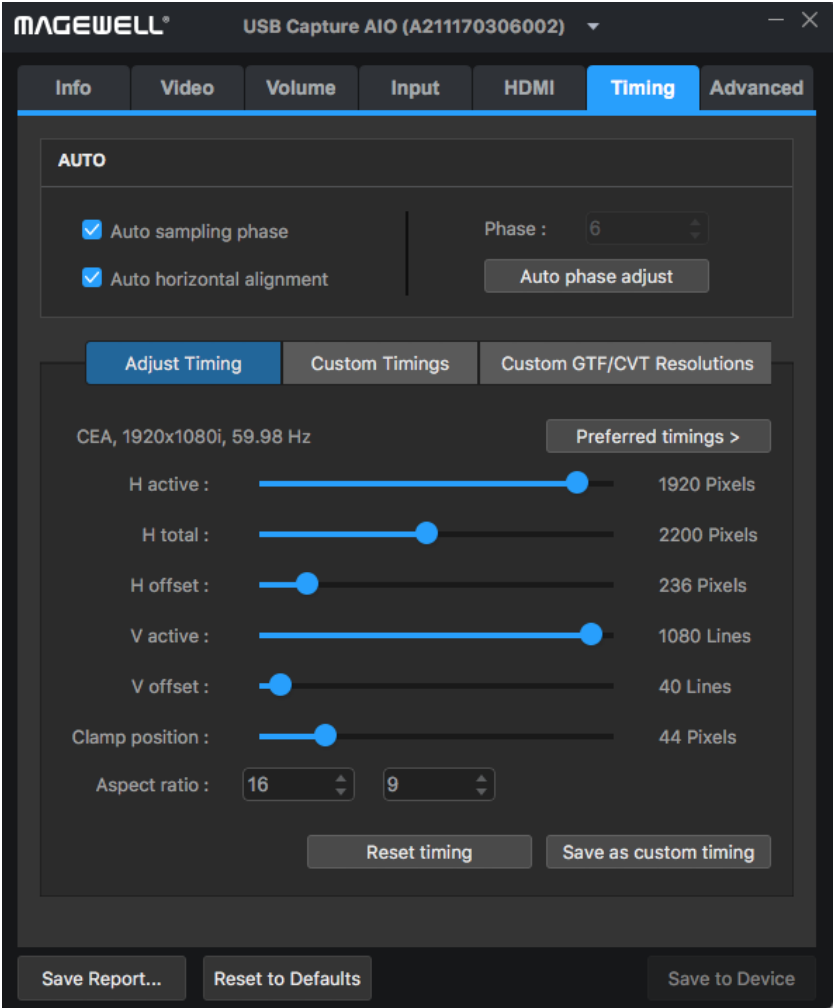 MAGEWELL®
USB Capture AIO (A211170306002)
Info Video Volume Input HDMI Timing Advanced
AUTO
Auto sampling phase
Phase : 6
Auto horizontal alignment
Auto phase adjust
Adjust Timing Custom Timings Custom GTF/CVT Resolutions
CEA, 1920x1080i, 59.98 Hz
Preferred timings >
H active : 1920 Pixels
H total : 2200 Pixels
H offset : 236 Pixels
V active : 1080 Lines
V offset : 40 Lines
Clamp position : 44 Pixels
Aspect ratio : 16 9
Reset timing Save as custom timing
Save Report... Reset to Defaults Save to Device